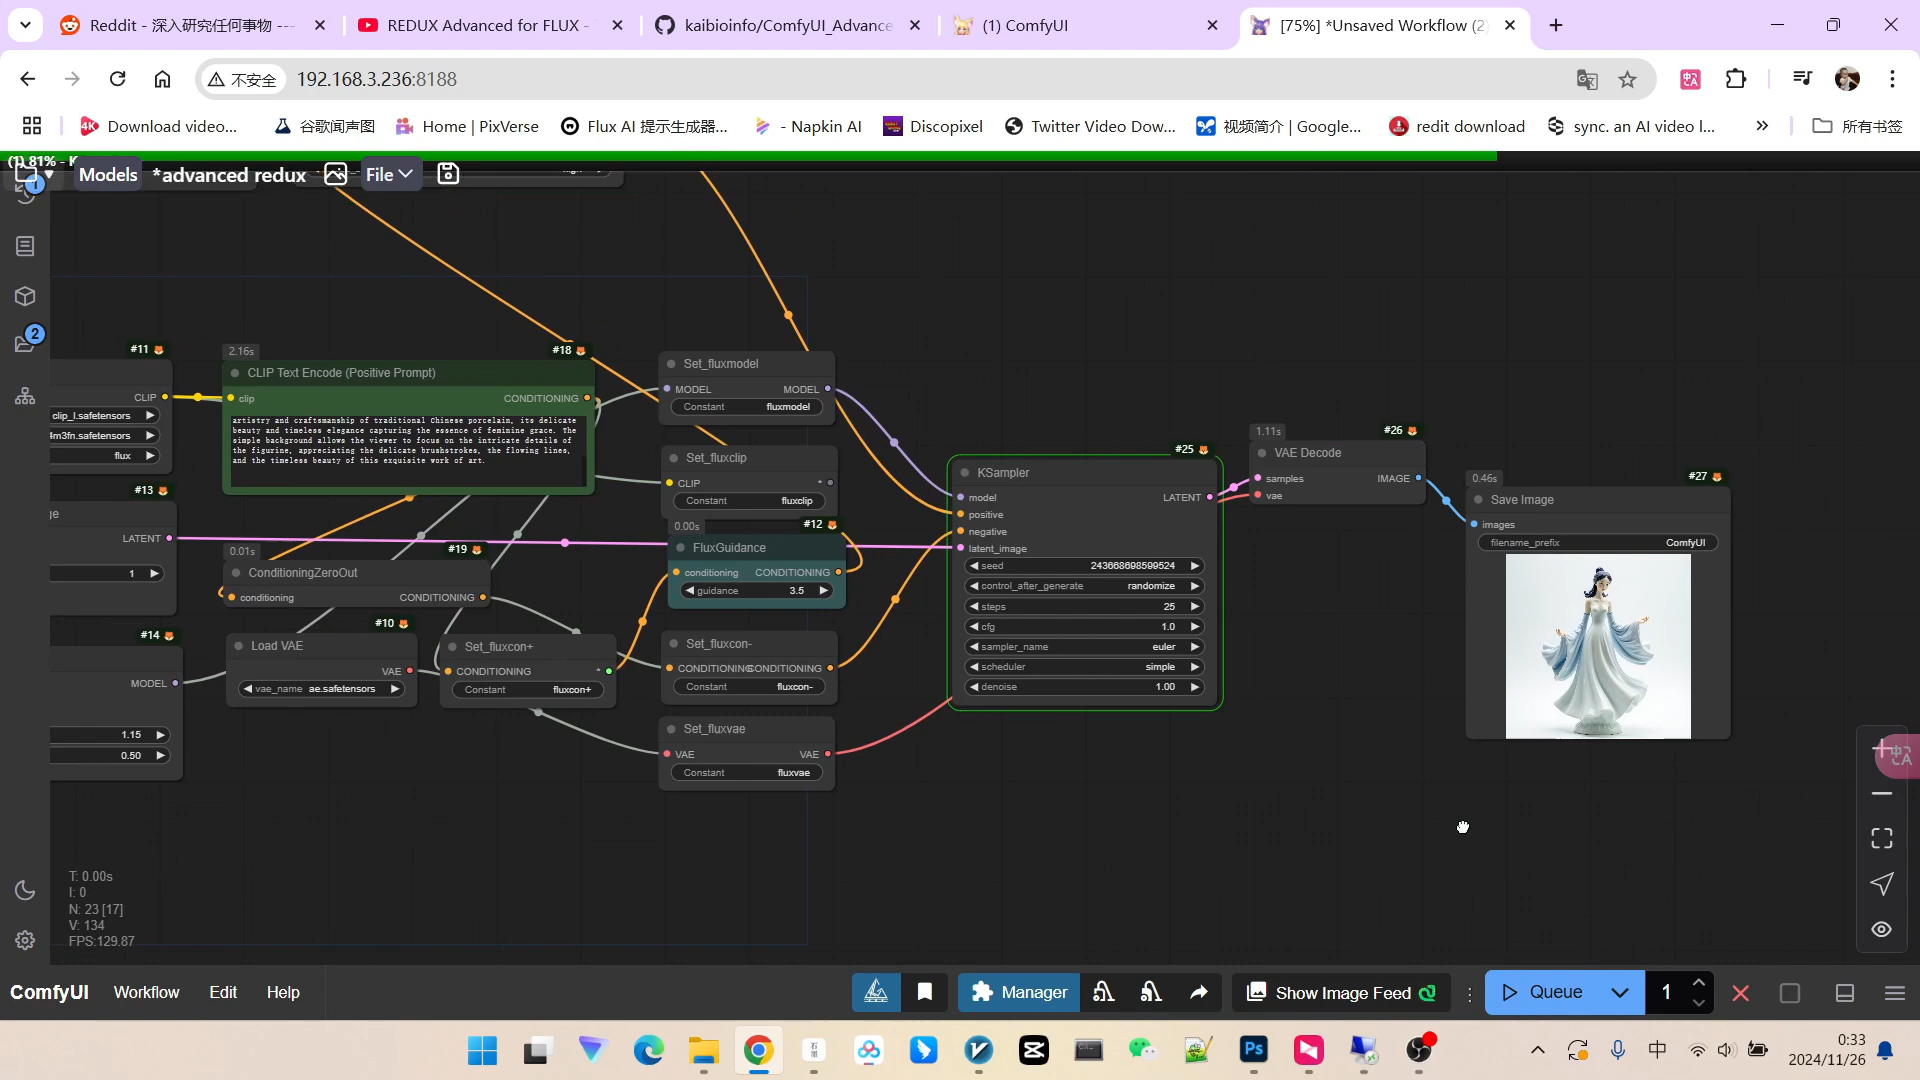 Reddit - 深入研究任何事物 ---
REDUX Advanced for FLUX -
kaibioinfo/ComfyUI_Advance
(1) ComfyUI
[75%] *Unsaved Workflow (2)
不安全
192.168.3.236:8188
Download video...
谷歌闻声图
Home | PixVerse
Flux AI 提示生成器...
- Napkin AI
Discopixel
Twitter Video Dow...
视频简介 | Google...
redit download
sync. an AI video l...
所有书签
(1) 81% - K
Models
*advanced redux
File
1
2
#11
CLIP
clip_l.safetensors
4m3fn.safetensors
flux
#13
LATENT
1
#14
MODEL
1.15
0.50
2.16s
#18
CLIP Text Encode (Positive Prompt)
clip
CONDITIONING
artistry and craftsmanship of traditional Chinese porcelain, its delicate
beauty and timeless elegance capturing the essence of feminine grace. The
simple background allows the viewer to focus on the intricate details of
the figurine, appreciating the delicate brushstrokes, the flowing lines,
and the timeless beauty of this exquisite work of art.
0.01s
#19
ConditioningZeroOut
conditioning
CONDITIONING
#10
Load VAE
VAE
vae_name
ae.safetensors
Set_fluxcon+
CONDITIONING
*
Constant
fluxcon+
Set_fluxmodel
MODEL
MODEL
Constant
fluxmodel
Set_fluxclip
CLIP
*
Constant
fluxclip
0.00s
#12
FluxGuidance
conditioning
CONDITIONING
guidance
3.5
Set_fluxcon-
CONDITIONING
CONDITIONING
Constant
fluxcon-
Set_fluxvae
VAE
VAE
Constant
fluxvae
#25
KSampler
model
LATENT
positive
negative
latent_image
seed
243668698599524
control_after_generate
randomize
steps
25
cfg
1.0
sampler_name
euler
scheduler
simple
denoise
1.00
1.11s
#26
VAE Decode
samples
IMAGE
vae
0.46s
#27
Save Image
images
filename_prefix
ComfyUI
T: 0.00s
I: 0
N: 23 [17]
V: 134
FPS:129.87
ComfyUI
Workflow
Edit
Help
Manager
Show Image Feed
Queue
1
Ps
中
0:33
2024/11/26